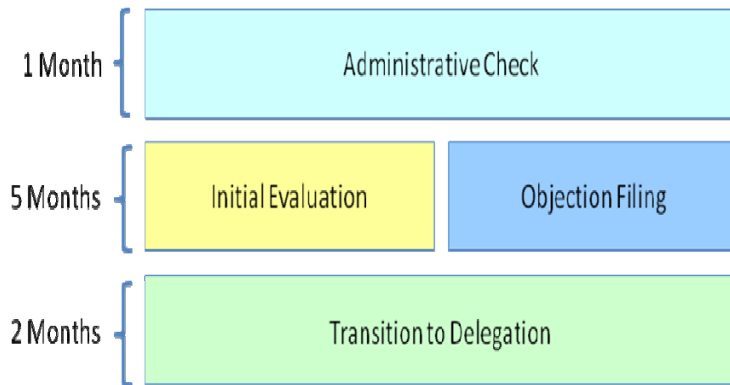 1 Month
Administrative Check
5 Months
Initial Evaluation
Objection Filing
2 Months
Transition to Delegation